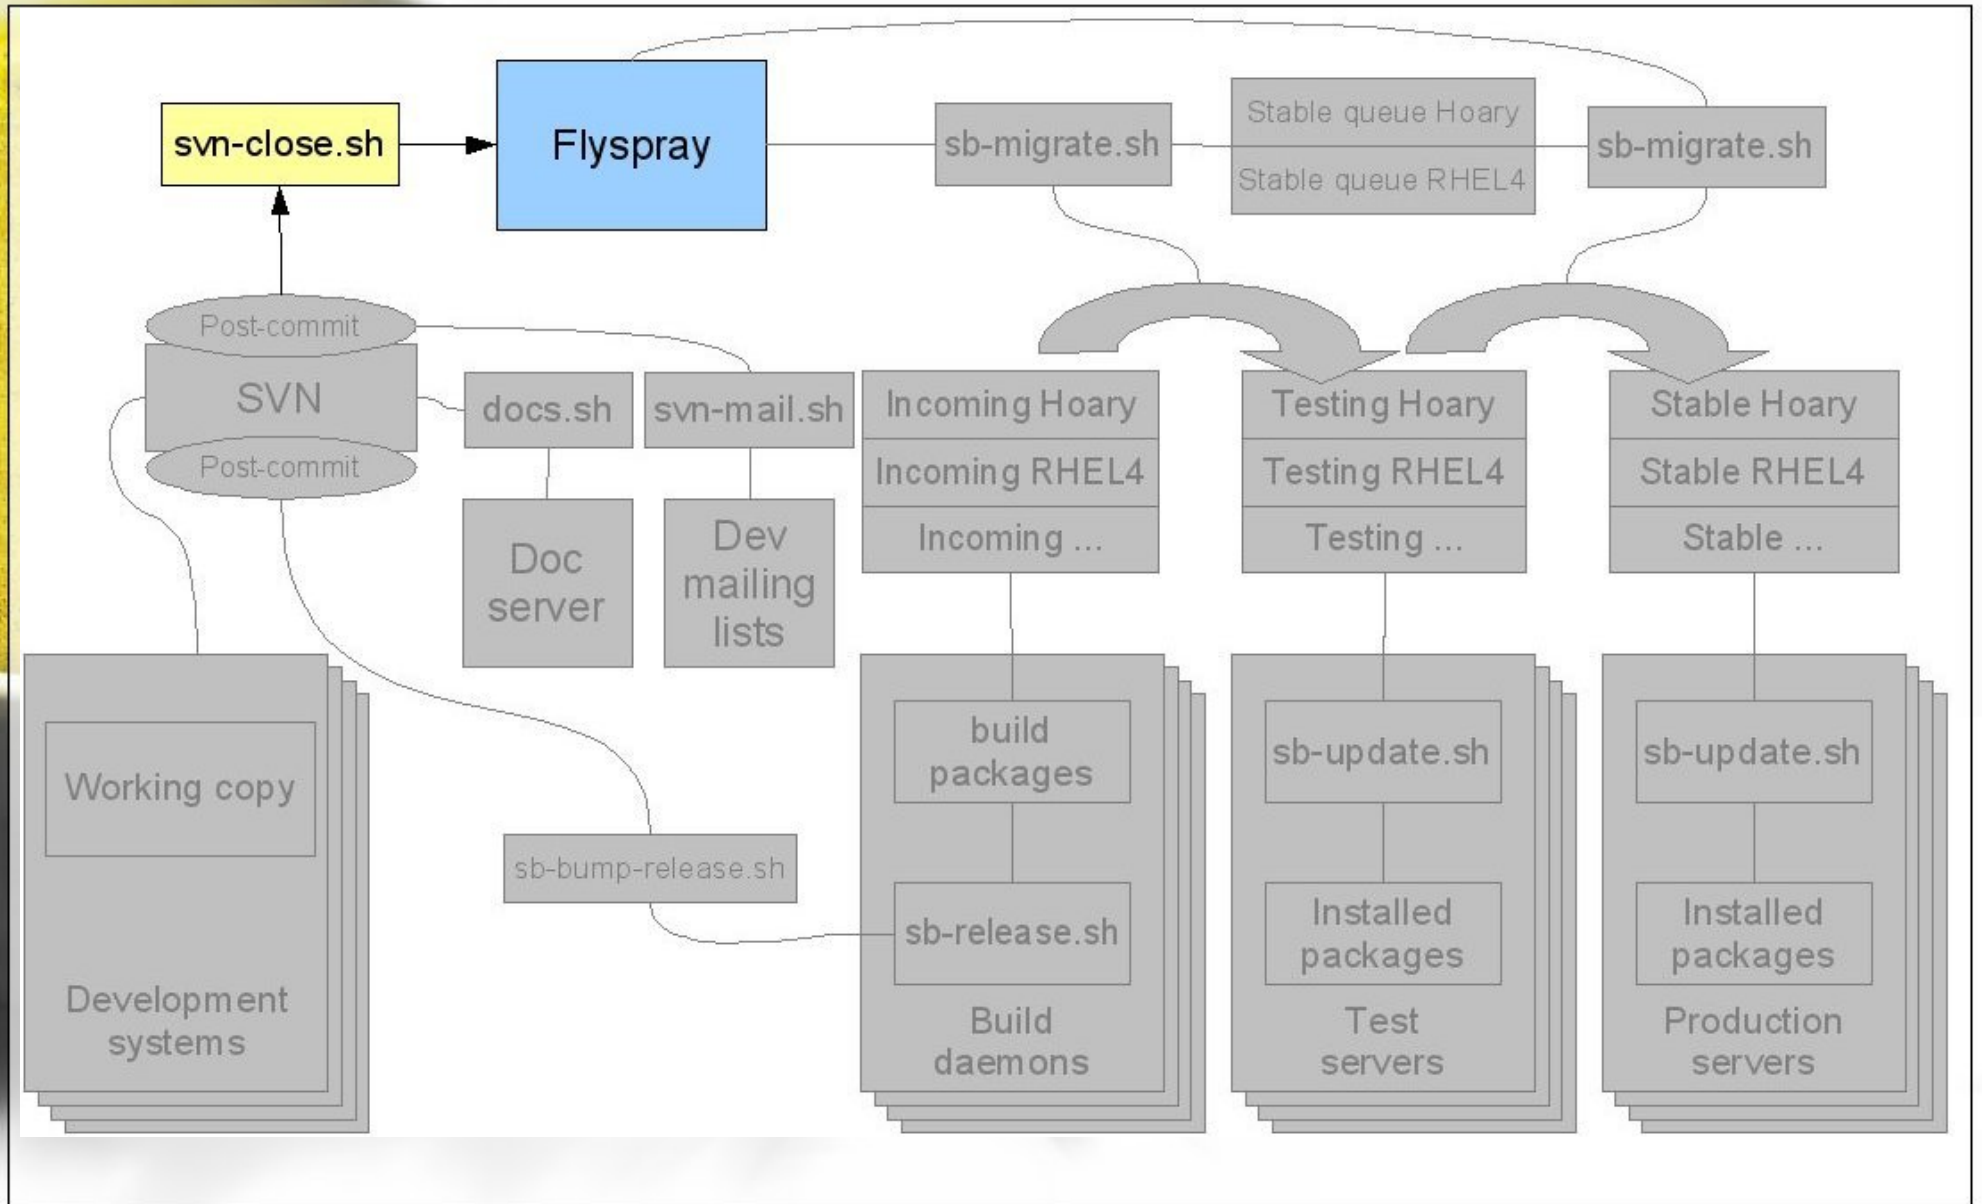 svn-close.sh
Flyspray
sb-migrate.sh
Stable queue Hoary
Stable queue RHEL4
sb-migrate.sh
Post-commit
SVN
Post-commit
docs.sh
svn-mail.sh
Doc
server
Dev
mailing
lists
Incoming Hoary
Incoming RHEL4
Incoming ...
Testing Hoary
Testing RHEL4
Testing ...
Stable Hoary
Stable RHEL4
Stable ...
Working copy
Development
systems
sb-bump-release.sh
build
packages
sb-release.sh
Build
daemons
sb-update.sh
Installed
packages
Test
servers
sb-update.sh
Installed
packages
Production
servers